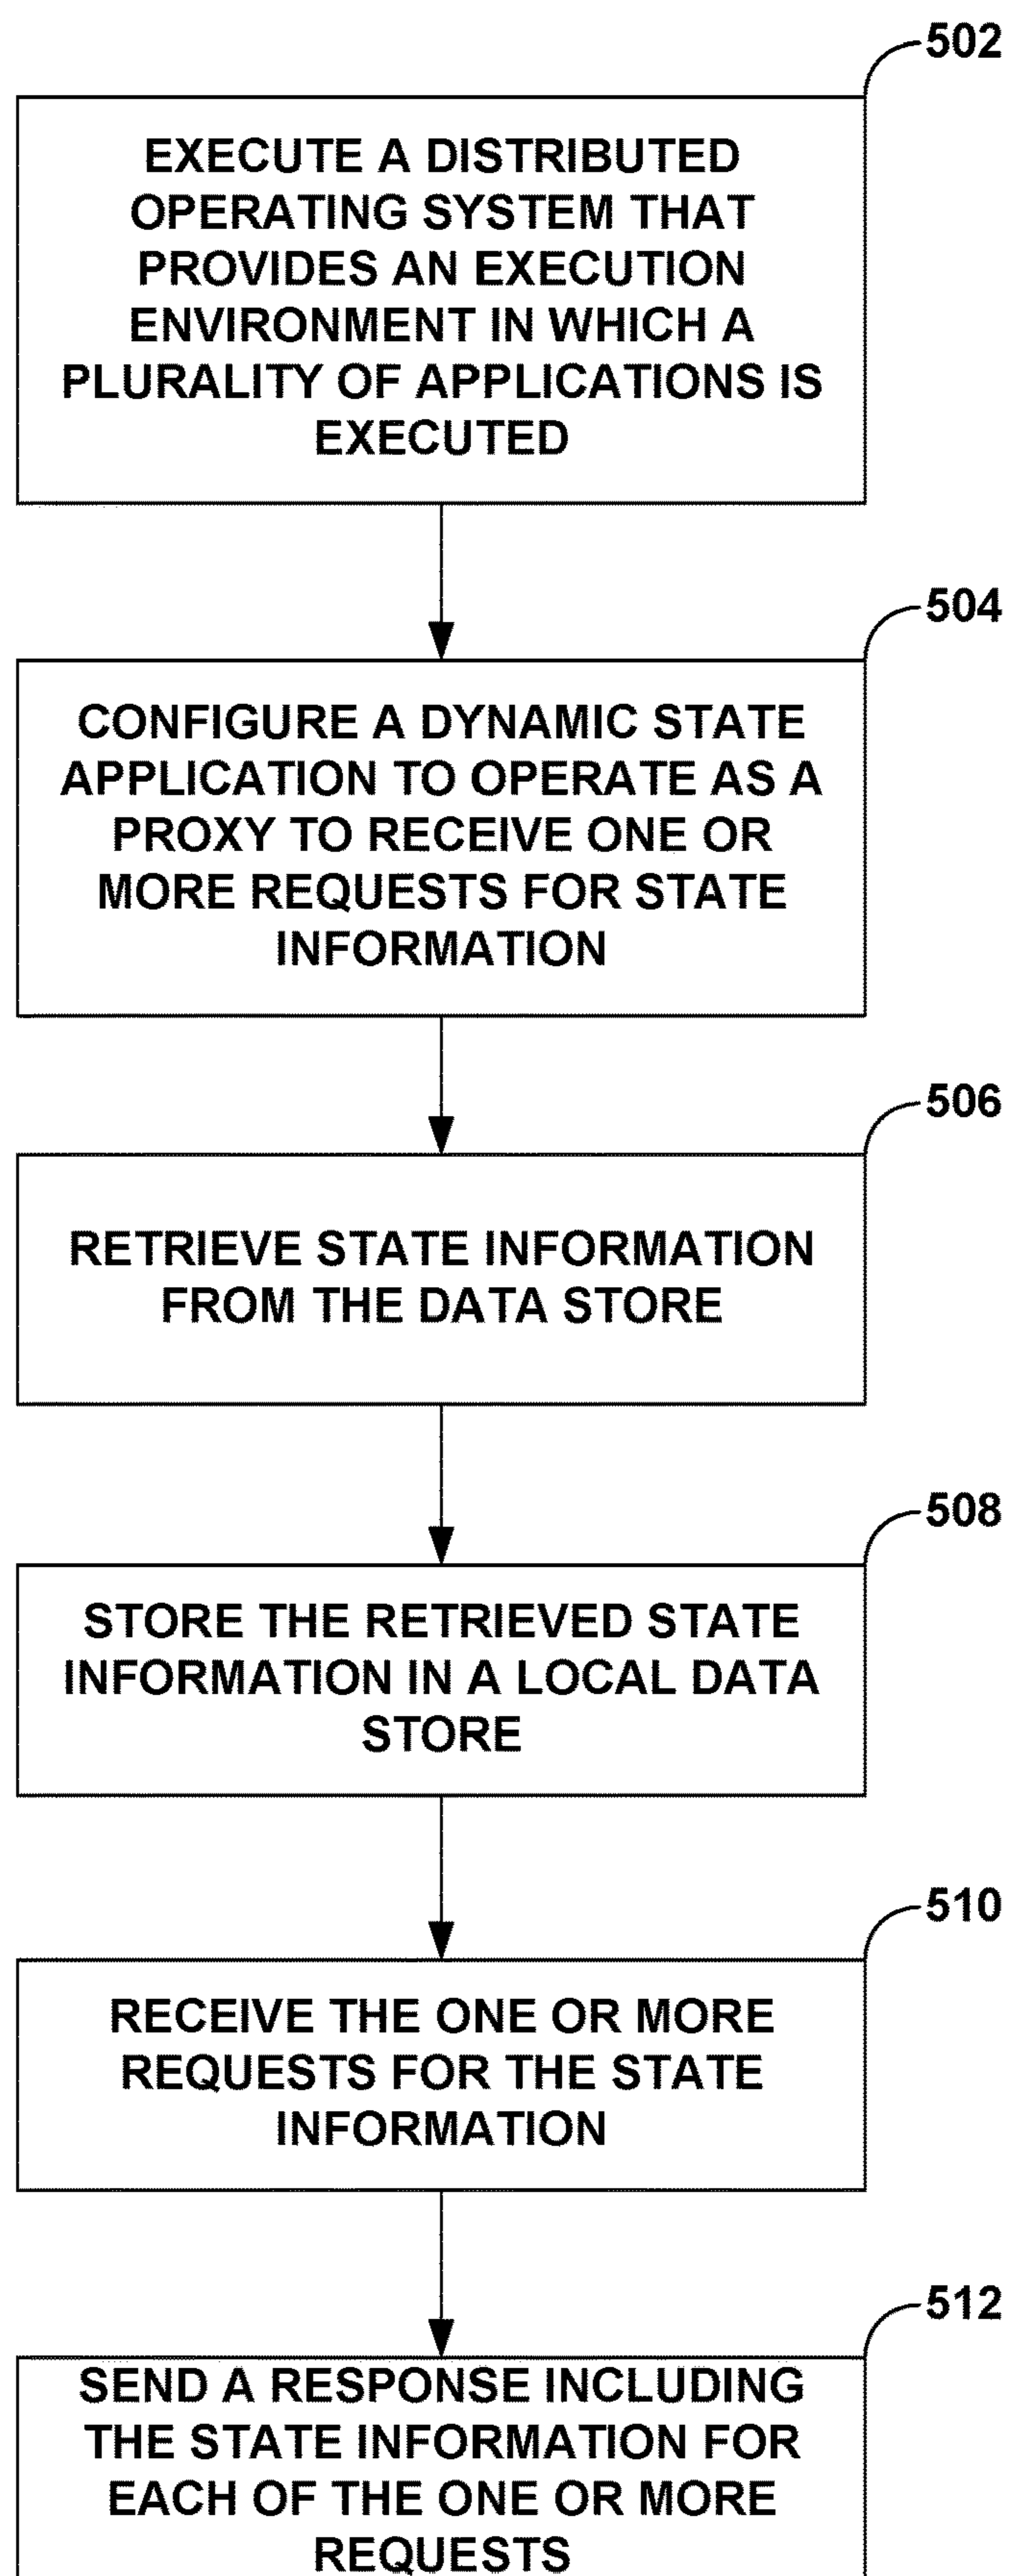 502
EXECUTE A DISTRIBUTED
OPERATING SYSTEM THAT
PROVIDES AN EXECUTION
ENVIRONMENT IN WHICH A
PLURALITY OF APPLICATIONS IS
EXECUTED
504
CONFIGURE A DYNAMIC STATE
APPLICATION TO OPERATE AS A
PROXY TO RECEIVE ONE OR
MORE REQUESTS FOR STATE
INFORMATION
506
RETRIEVE STATE INFORMATION
FROM THE DATA STORE
508
STORE THE RETRIEVED STATE
INFORMATION IN A LOCAL DATA
STORE
510
RECEIVE THE ONE OR MORE
REQUESTS FOR THE STATE
INFORMATION
512
SEND A RESPONSE INCLUDING
THE STATE INFORMATION FOR
EACH OF THE ONE OR MORE
REQUESTS